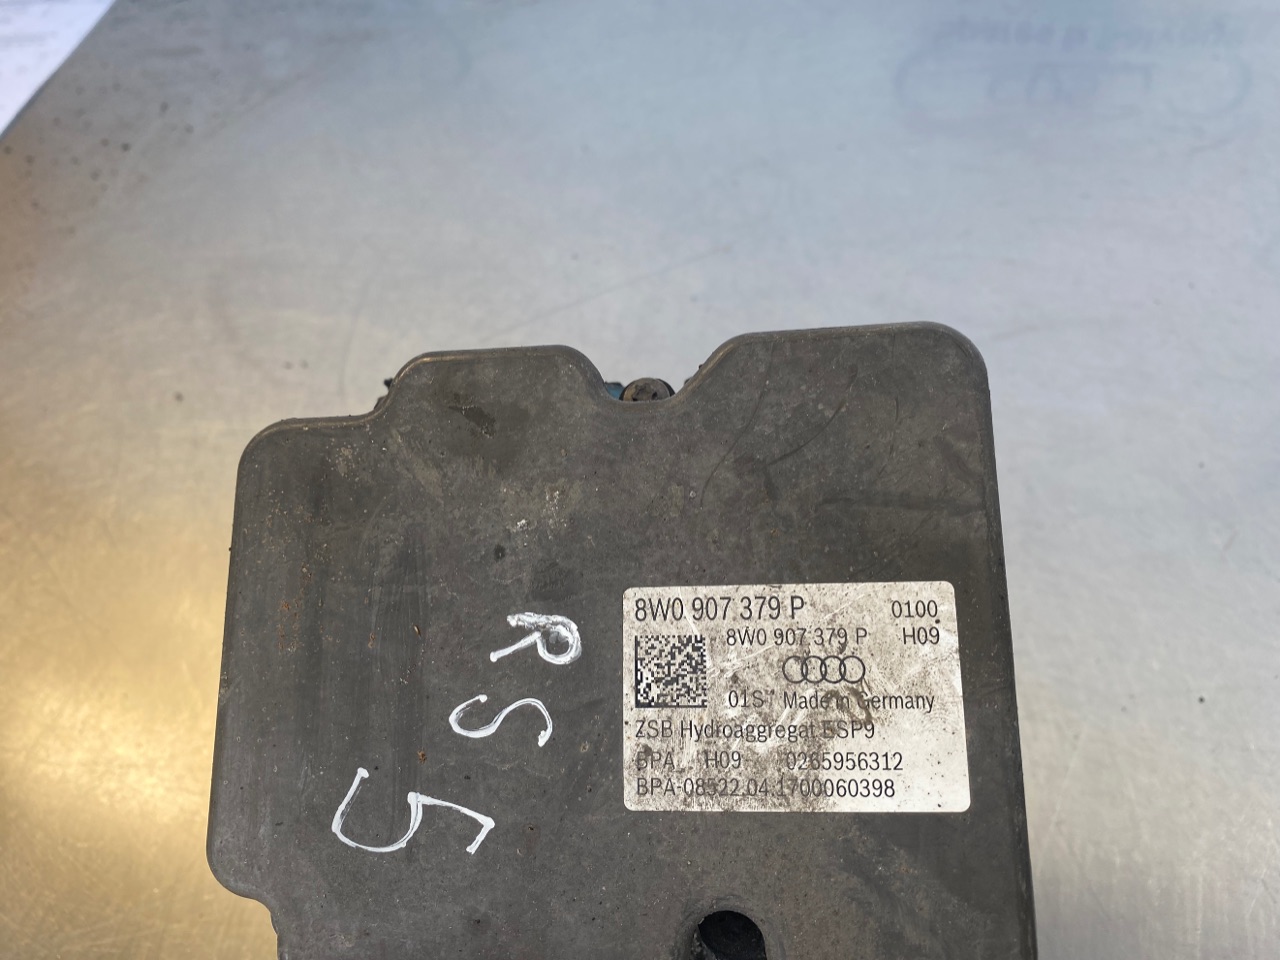 8W0 907 379 P 0100
8W0 907 379 P H09
01S Made in Germany
ZSB Hydroaggregat ESP9
BPA H09 0265956312
BPA-08522.04.1700060398
R
S
5